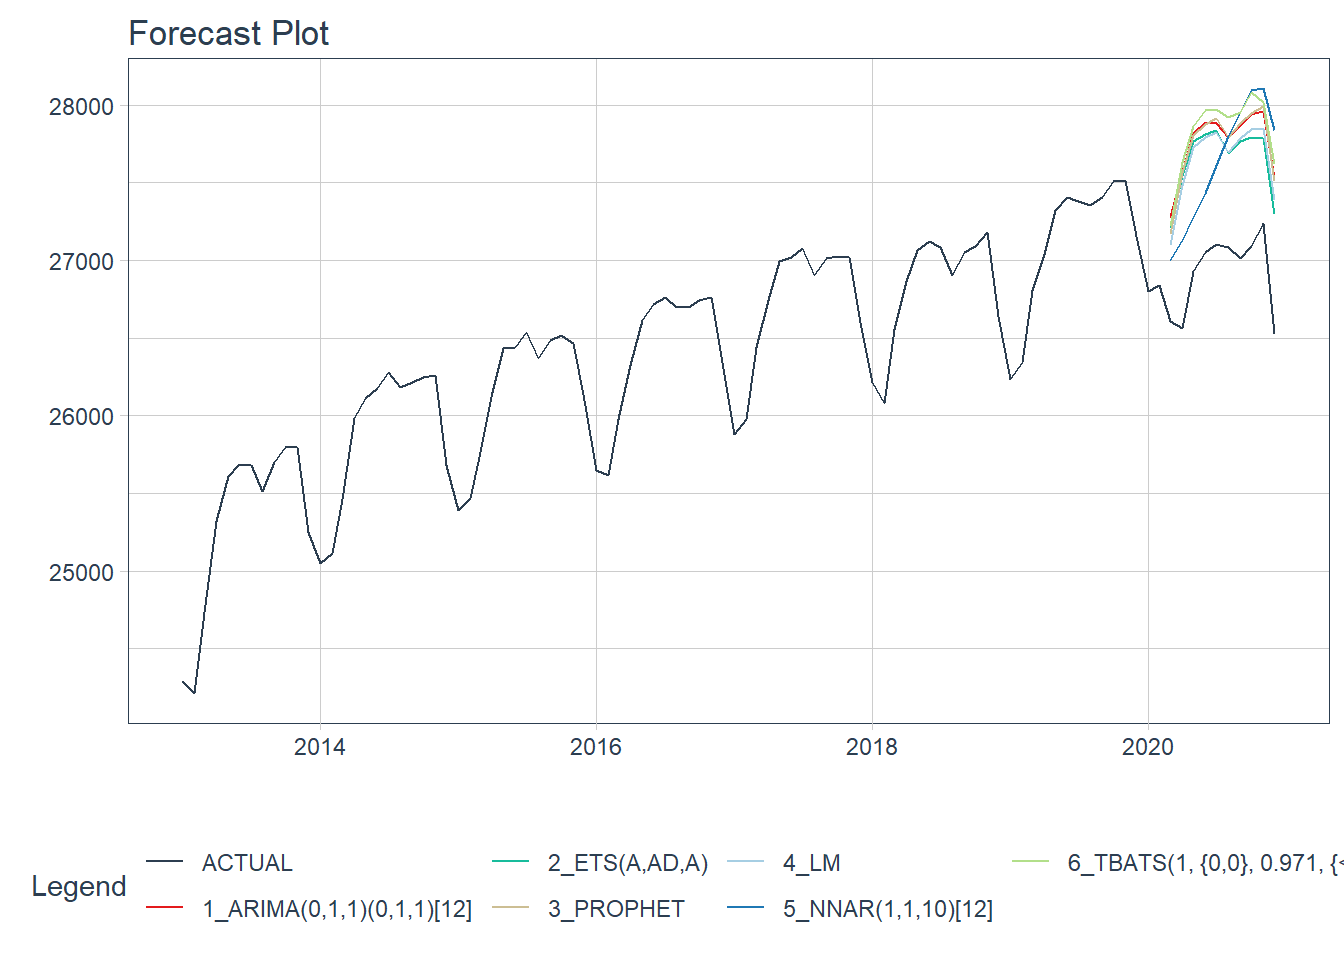 Forecast Plot
28000
27000
26000
25000
2014 2016 2018 2020
Legend
ACTUAL 2_ETS(A,AD,A) 4_LM 6_TBATS(1, {0,0}, 0.971, {<
1_ARIMA(0,1,1)(0,1,1)[12] 3_PROPHET 5_NNAR(1,1,10)[12]